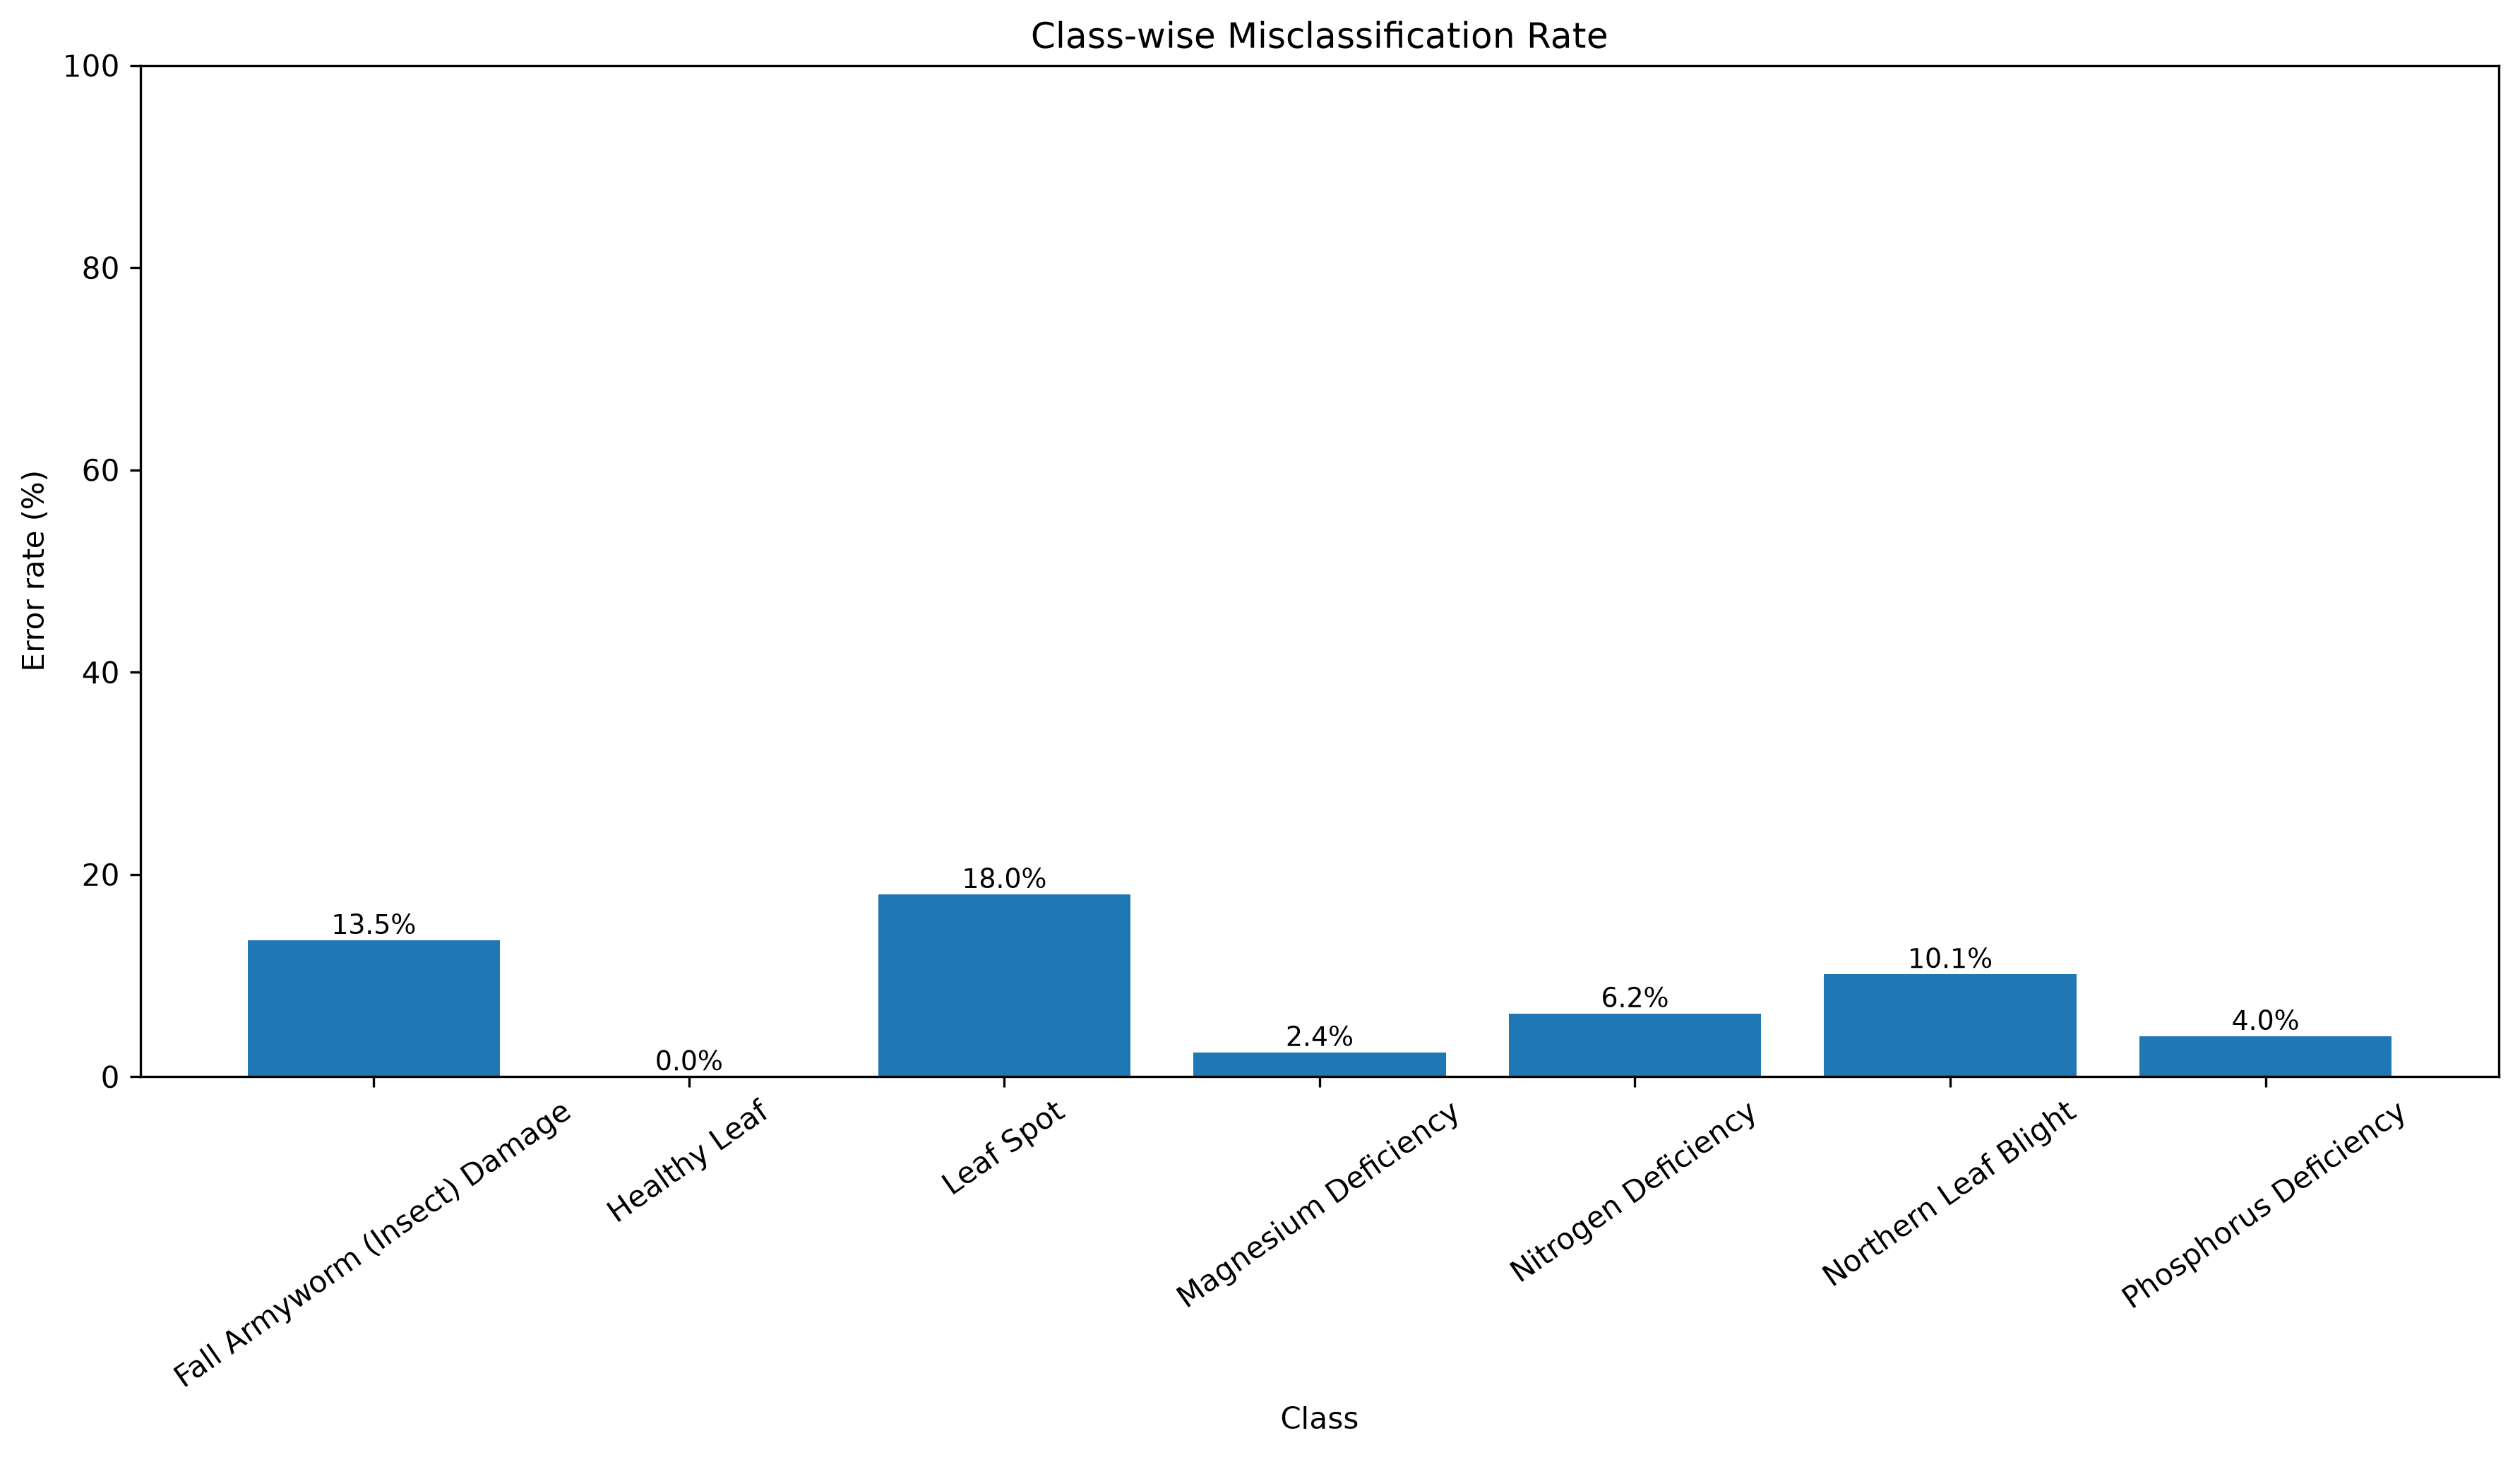 Class-wise Misclassification Rate
Error rate (%)
100
80
60
40
20
0
13.5%
0.0%
18.0%
2.4%
6.2%
10.1%
4.0%
Fall Armyworm (Insect) Damage
Healthy Leaf
Leaf Spot
Magnesium Deficiency
Nitrogen Deficiency
Northern Leaf Blight
Phosphorus Deficiency
Class